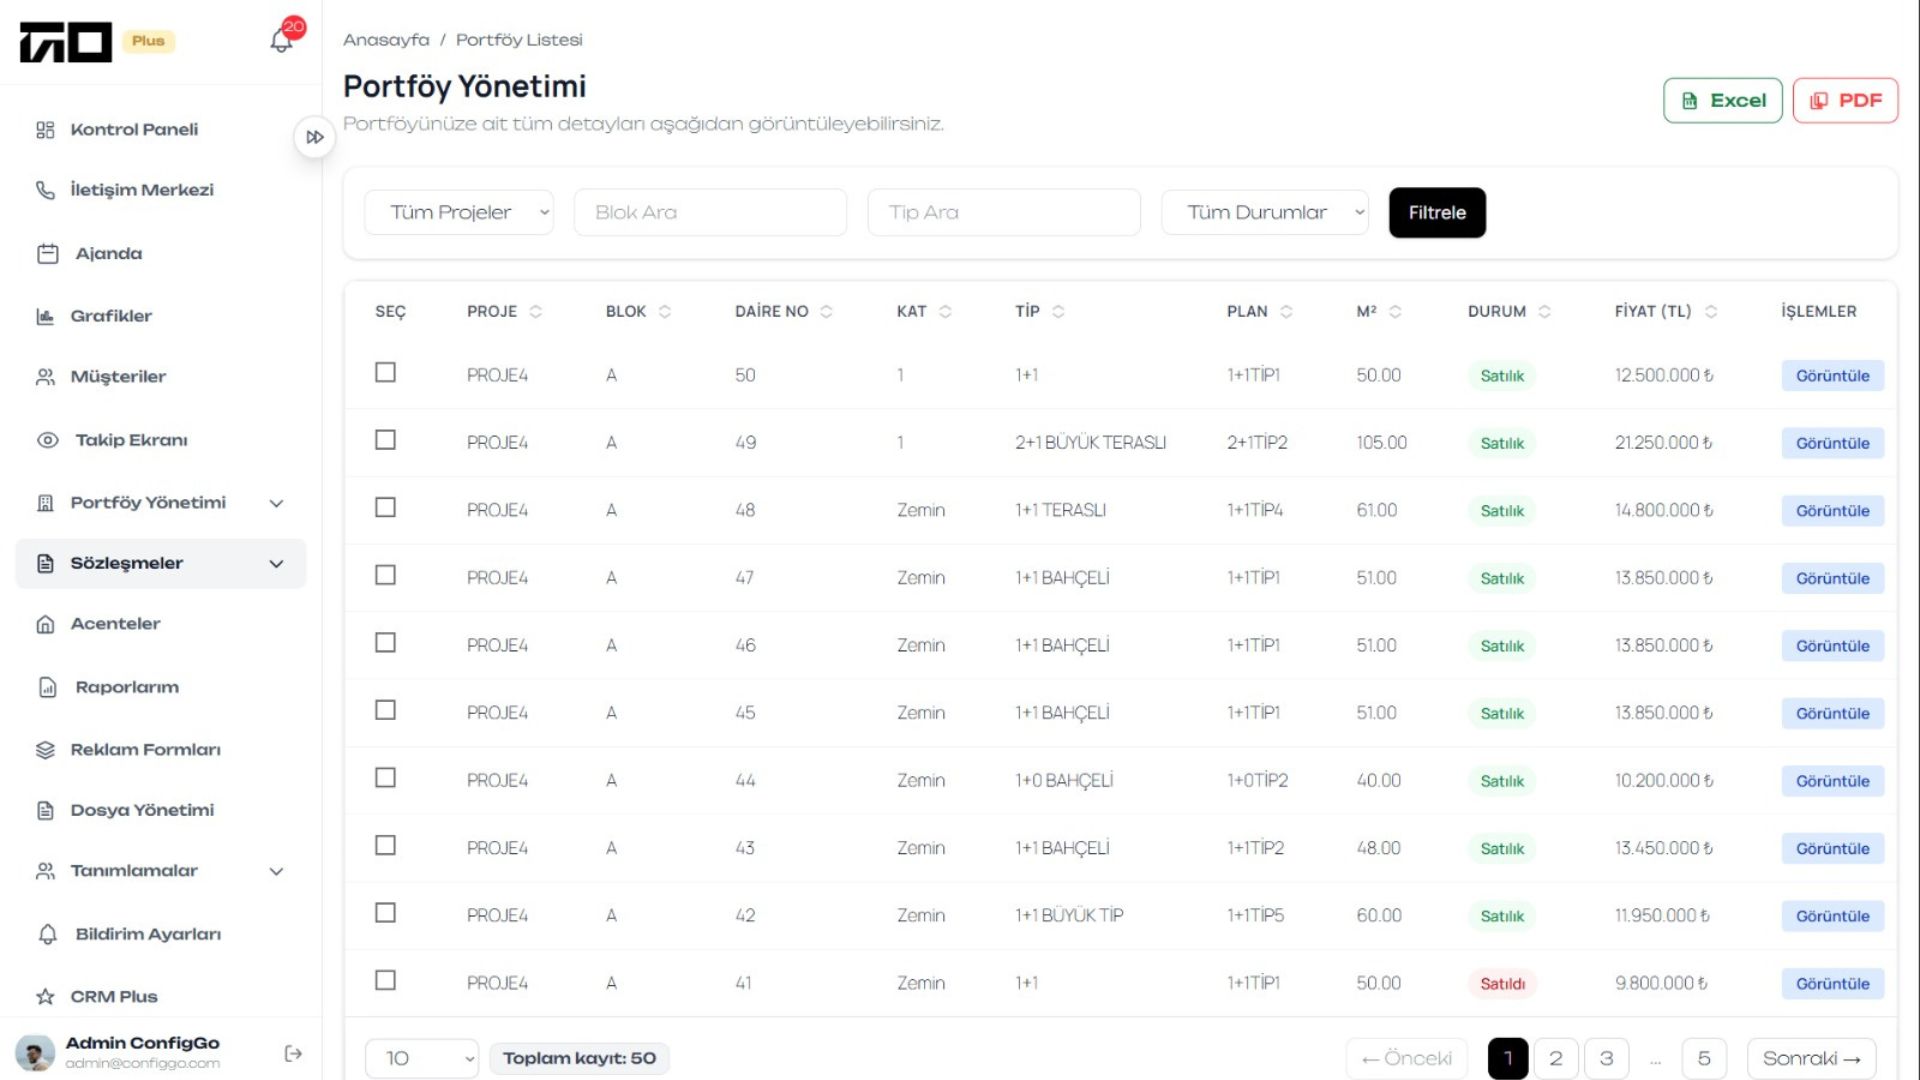 Plus
20
Kontrol Paneli
İletişim Merkezi
Ajanda
Grafikler
Müşteriler
Takip Ekranı
Portföy Yönetimi
Sözleşmeler
Acenteler
Raporlarım
Reklam Formları
Dosya Yönetimi
Tanımlamalar
Bildirim Ayarları
CRM Plus
Admin ConfigGo
admin@configgo.com
Anasayfa / Portföy Listesi
Portföy Yönetimi
Portföyünüze ait tüm detayları aşağıdan görüntüleyebilirsiniz.
Excel PDF
Tüm Projeler Blok Ara Tip Ara Tüm Durumlar Filtrele
SEÇ PROJE BLOK DAİRE NO KAT TİP PLAN M² DURUM FİYAT (TL) İŞLEMLER
PROJE4 A 50 1 1+1 1+1TİP1 50.00 Satılık 12.500.000 ₺ Görüntüle
PROJE4 A 49 1 2+1 BÜYÜK TERASLI 2+1TİP2 105.00 Satılık 21.250.000 ₺ Görüntüle
PROJE4 A 48 Zemin 1+1 TERASLI 1+1TİP4 61.00 Satılık 14.800.000 ₺ Görüntüle
PROJE4 A 47 Zemin 1+1 BAHÇELİ 1+1TİP1 51.00 Satılık 13.850.000 ₺ Görüntüle
PROJE4 A 46 Zemin 1+1 BAHÇELİ 1+1TİP1 51.00 Satılık 13.850.000 ₺ Görüntüle
PROJE4 A 45 Zemin 1+1 BAHÇELİ 1+1TİP1 51.00 Satılık 13.850.000 ₺ Görüntüle
PROJE4 A 44 Zemin 1+0 BAHÇELİ 1+0TİP2 40.00 Satılık 10.200.000 ₺ Görüntüle
PROJE4 A 43 Zemin 1+1 BAHÇELİ 1+1TİP2 48.00 Satılık 13.450.000 ₺ Görüntüle
PROJE4 A 42 Zemin 1+1 BÜYÜK TİP 1+1TİP5 60.00 Satılık 11.950.000 ₺ Görüntüle
PROJE4 A 41 Zemin 1+1 1+1TİP1 50.00 Satıldı 9.800.000 ₺ Görüntüle
10 Toplam kayıt: 50 ← Önceki 1 2 3 ... 5 Sonraki →